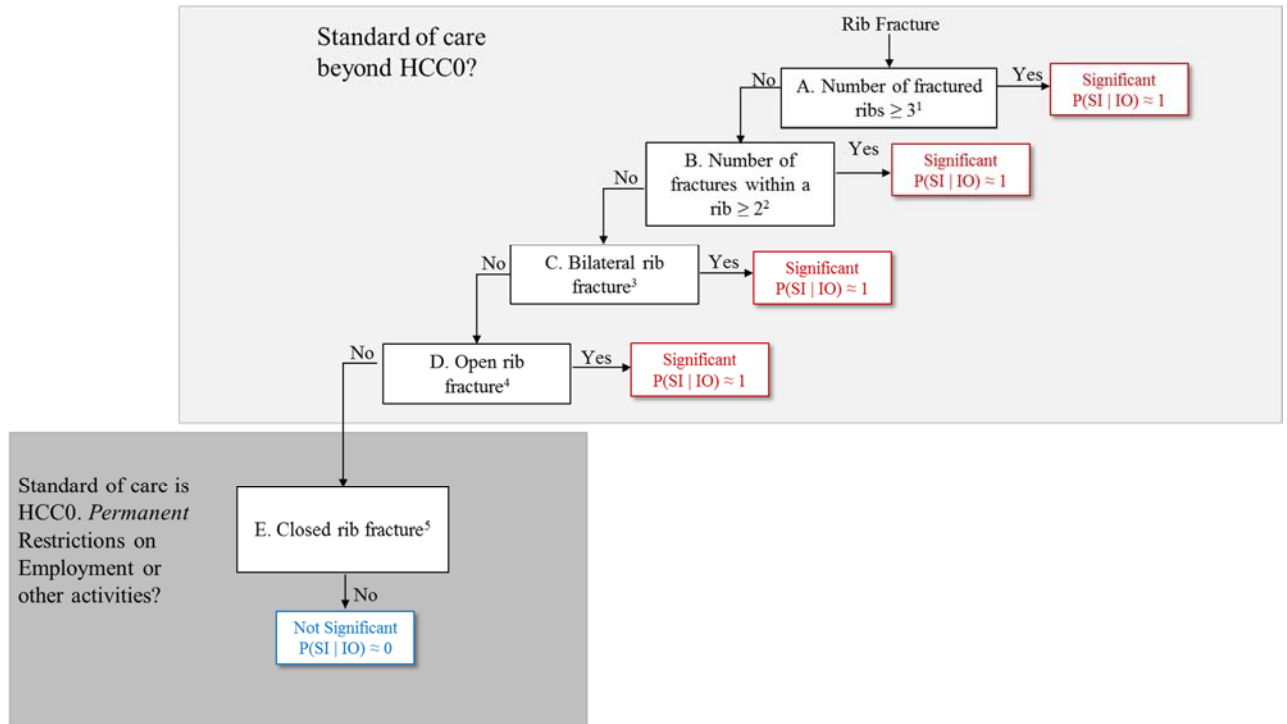 Standard of care
beyond HCC0?
Rib Fracture
No
A. Number of fractured
ribs ≥ 3¹
Yes
Significant
P(SI | IO) ≈ 1
No
B. Number of
fractures within a
rib ≥ 2²
Yes
Significant
P(SI | IO) ≈ 1
No
C. Bilateral rib
fracture³
Yes
Significant
P(SI | IO) ≈ 1
No
D. Open rib
fracture⁴
Yes
Significant
P(SI | IO) ≈ 1
Standard of care is
HCC0. Permanent
Restrictions on
Employment or
other activities?
E. Closed rib fracture⁵
No
Not Significant
P(SI | IO) ≈ 0